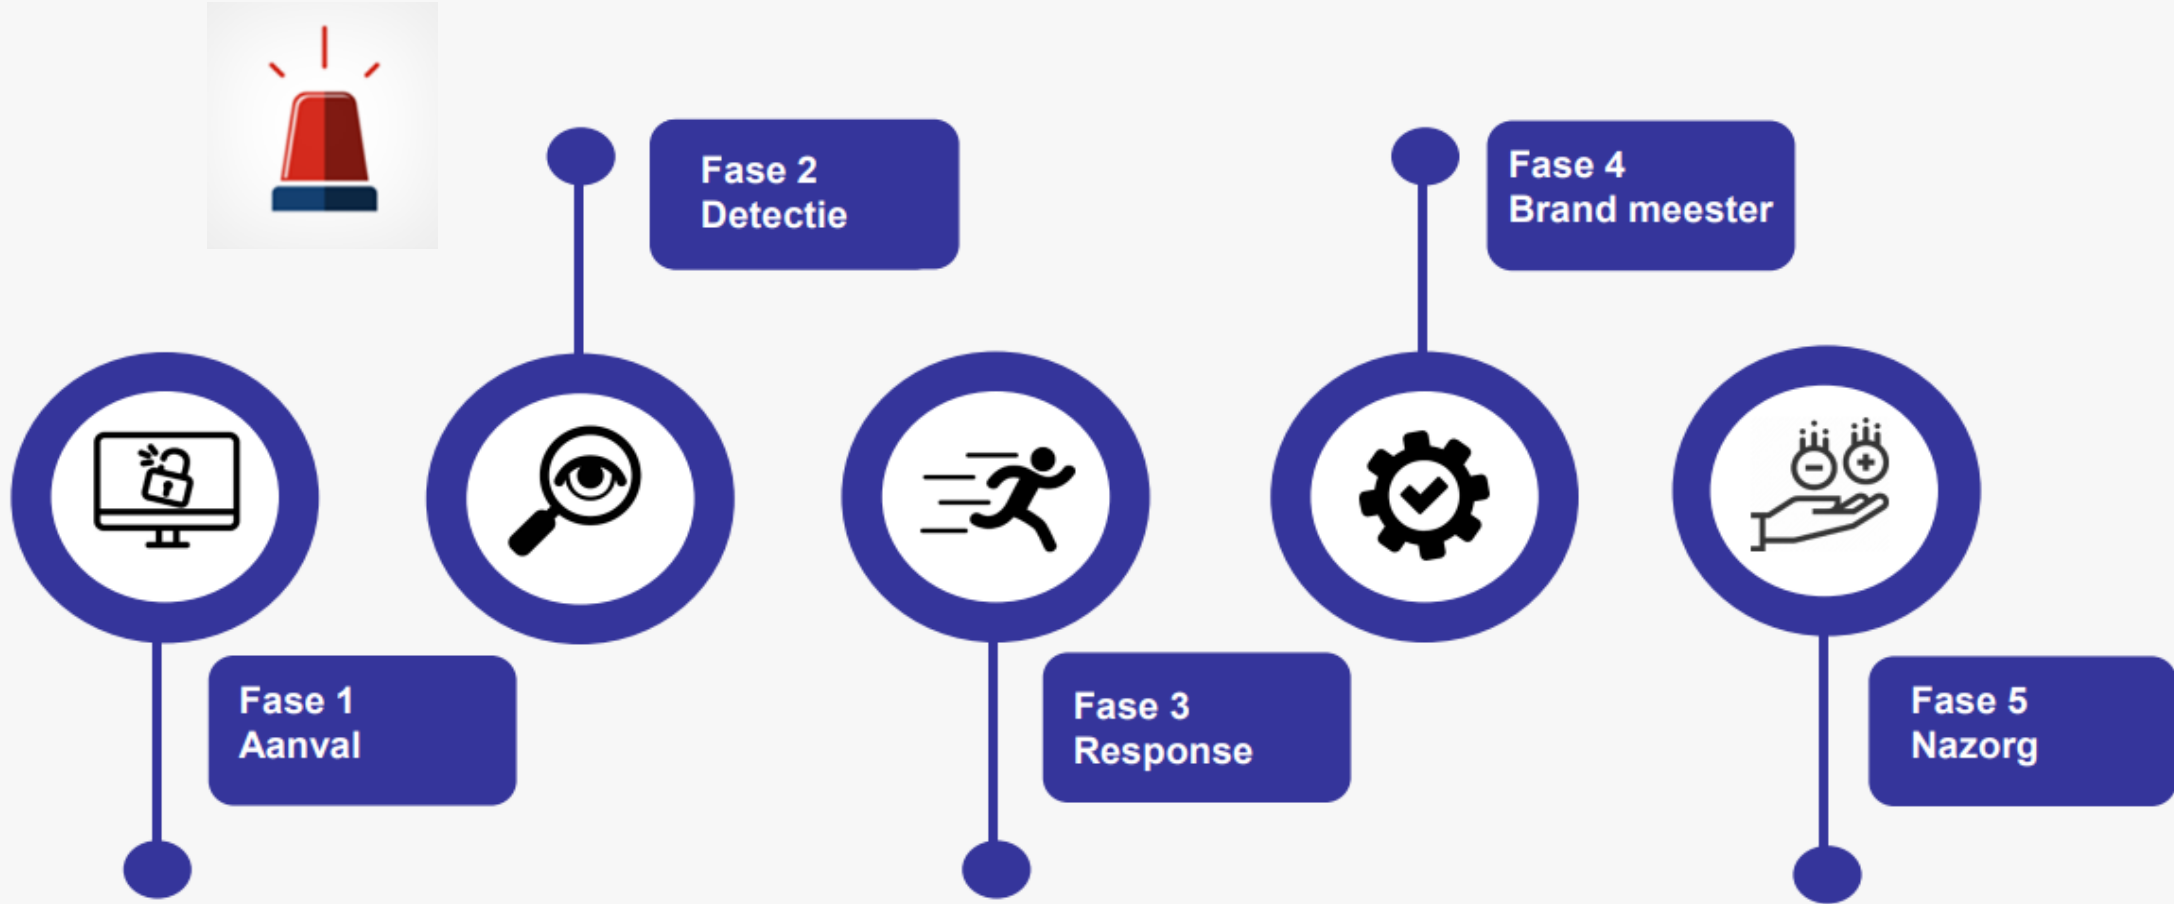 Fase 1
Aanval
Fase 2
Detectie
Fase 3
Response
Fase 4
Brand meester
Fase 5
Nazorg